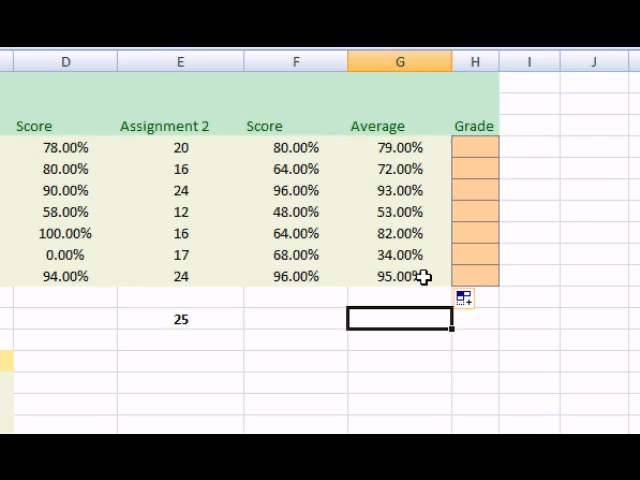 D E F G H I J
Score Assignment 2 Score Average Grade
78.00% 20 80.00% 79.00%
80.00% 16 64.00% 72.00%
90.00% 24 96.00% 93.00%
58.00% 12 48.00% 53.00%
100.00% 16 64.00% 82.00%
0.00% 17 68.00% 34.00%
94.00% 24 96.00% 95.00%
25